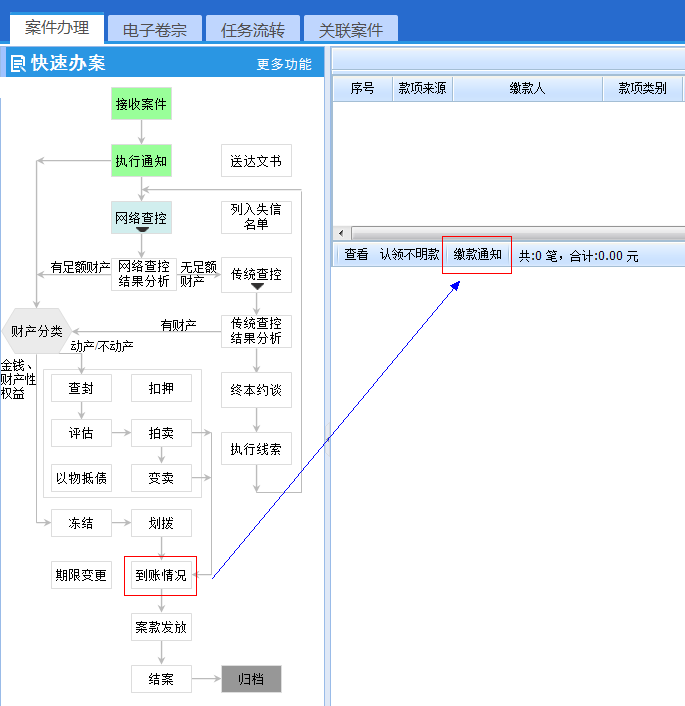 案件办理 电子卷宗 任务流转 关联案件
快速办案 更多功能
接收案件
执行通知
送达文书
网络查控
列入失信
名单
有足额财产
网络查控
结果分析
无足额
财产
传统查控
财产分类
有财产
传统查控
结果分析
动产/不动产
金钱、
财产性
权益
查封
扣押
终本约谈
评估
拍卖
执行线索
以物抵债
变卖
冻结
划拨
期限变更
到账情况
案款发放
结案
归档
序号 款项来源 缴款人 款项类别
查看 认领不明款 缴款通知 共:0 笔，合计:0.00 元